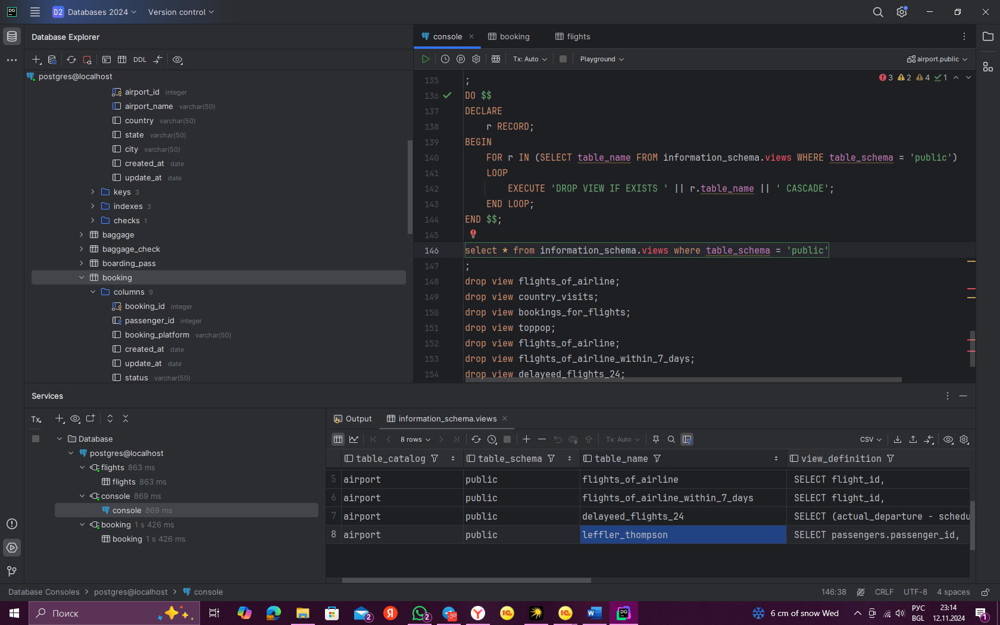 DG
D2 Databases 2024 Version control
Database Explorer
DDL
postgres@localhost
airport_id integer
airport_name varchar(50)
country varchar(50)
state varchar(50)
city varchar(50)
created_at date
update_at date
keys 3
indexes 3
checks 1
baggage
baggage_check
boarding_pass
booking
columns 9
booking_id integer
passenger_id integer
booking_platform varchar(50)
created_at date
update_at date
status varchar(50)
console booking flights
Tx: Auto Playground airport.public
3 2 4 1
135 ;
136 DO $$
137 DECLARE
138 r RECORD;
139 BEGIN
140 FOR r IN (SELECT table_name FROM information_schema.views WHERE table_schema = 'public')
141 LOOP
142 EXECUTE 'DROP VIEW IF EXISTS ' || r.table_name || ' CASCADE';
143 END LOOP;
144 END $$;
145
146 select * from information_schema.views where table_schema = 'public'
147 ;
148 drop view flights_of_airline;
149 drop view country_visits;
150 drop view bookings_for_flights;
151 drop view toppop;
152 drop view flights_of_airline;
153 drop view flights_of_airline_within_7_days;
154 drop view delayeed_flights_24;
Services
Tx
Database
postgres@localhost
flights 863 ms
flights 863 ms
console 869 ms
console 869 ms
booking 1 s 426 ms
booking 1 s 426 ms
Output information_schema.views
8 rows Tx: Auto CSV
table_catalog table_schema table_name view_definition
5 airport public flights_of_airline SELECT flight_id,
6 airport public flights_of_airline_within_7_days SELECT flight_id,
7 airport public delayeed_flights_24 SELECT (actual_departure - schedu
8 airport public leffler_thompson SELECT passengers.passenger_id,
Database Consoles > postgres@localhost > console
146:38 CRLF UTF-8 4 spaces
Поиск
2 Я 2 59 Y DG
6 cm of snow Wed
РУС
BGL
23:14
12.11.2024
1